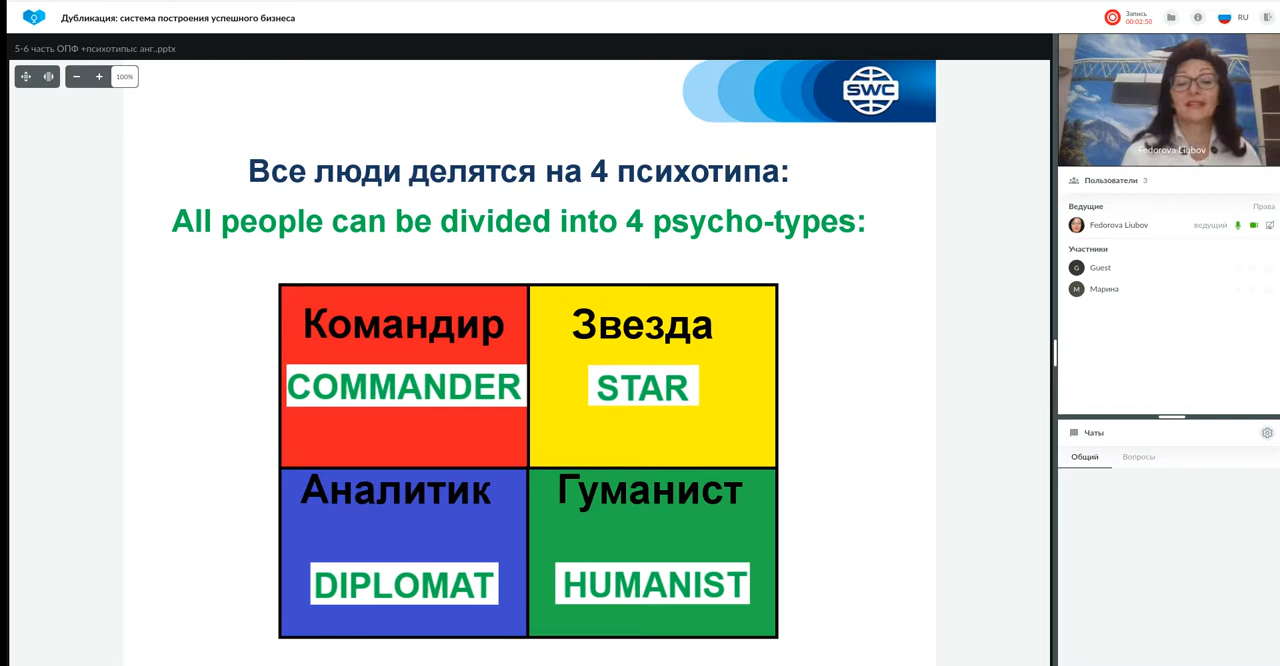 Дубликация: система построения успешного бизнеса
Запись
00:02:50
RU
5-6 часть ОПФ +психотипыс анг..pptx
100%
SWC
Все люди делятся на 4 психотипа:
All people can be divided into 4 psycho-types:
Командир
COMMANDER
Звезда
STAR
Аналитик
DIPLOMAT
Гуманист
HUMANIST
Fedorova Liubov
Пользователи 3
Ведущие Права
Fedorova Liubov ведущий
Участники
G Guest
М Марина
Чаты
Общий Вопросы